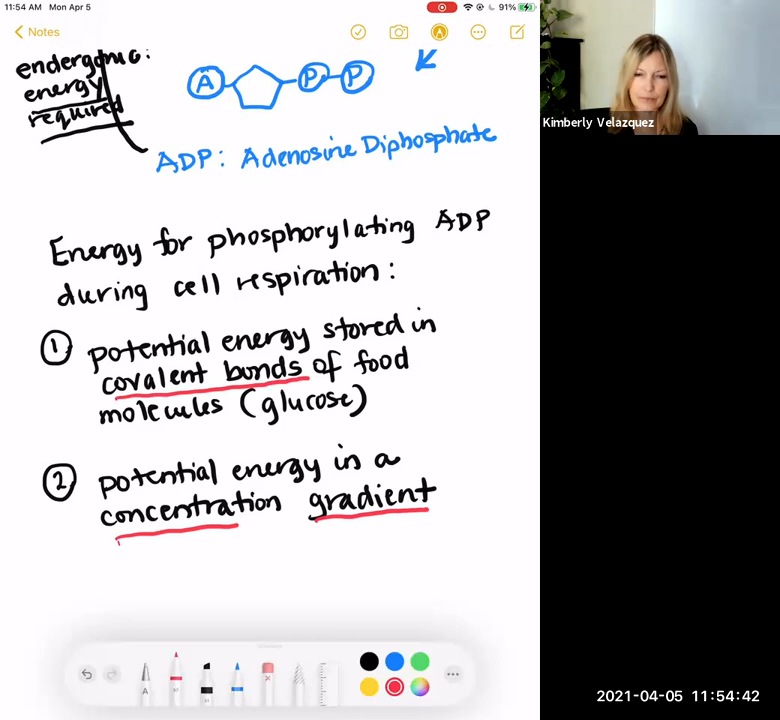 11:54 AM Mon Apr 5
91%
Notes
endergonic:
energy
required
A P P
ADP: Adenosine Diphosphate
Energy for phosphorylating ADP
during cell respiration:
1 potential energy stored in
covalent bonds of food
molecules (glucose)
2 potential energy in a
concentration gradient
Kimberly Velazquez
A
2021-04-05 11:54:42